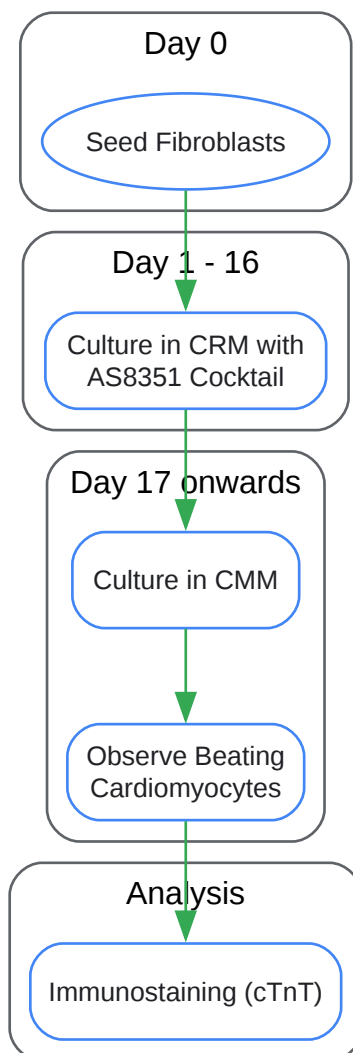 Day 0
Seed Fibroblasts
Day 1 - 16
Culture in CRM with
AS8351 Cocktail
Day 17 onwards
Culture in CMM
Observe Beating
Cardiomyocytes
Analysis
Immunostaining (cTnT)